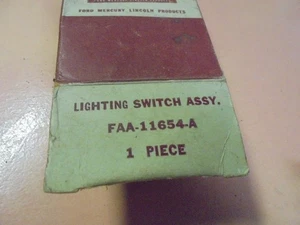 FORD MERCURY LINCOLN PRODUCTS
LIGHTING SWITCH ASSY.
FAA-11654-A
1 PIECE